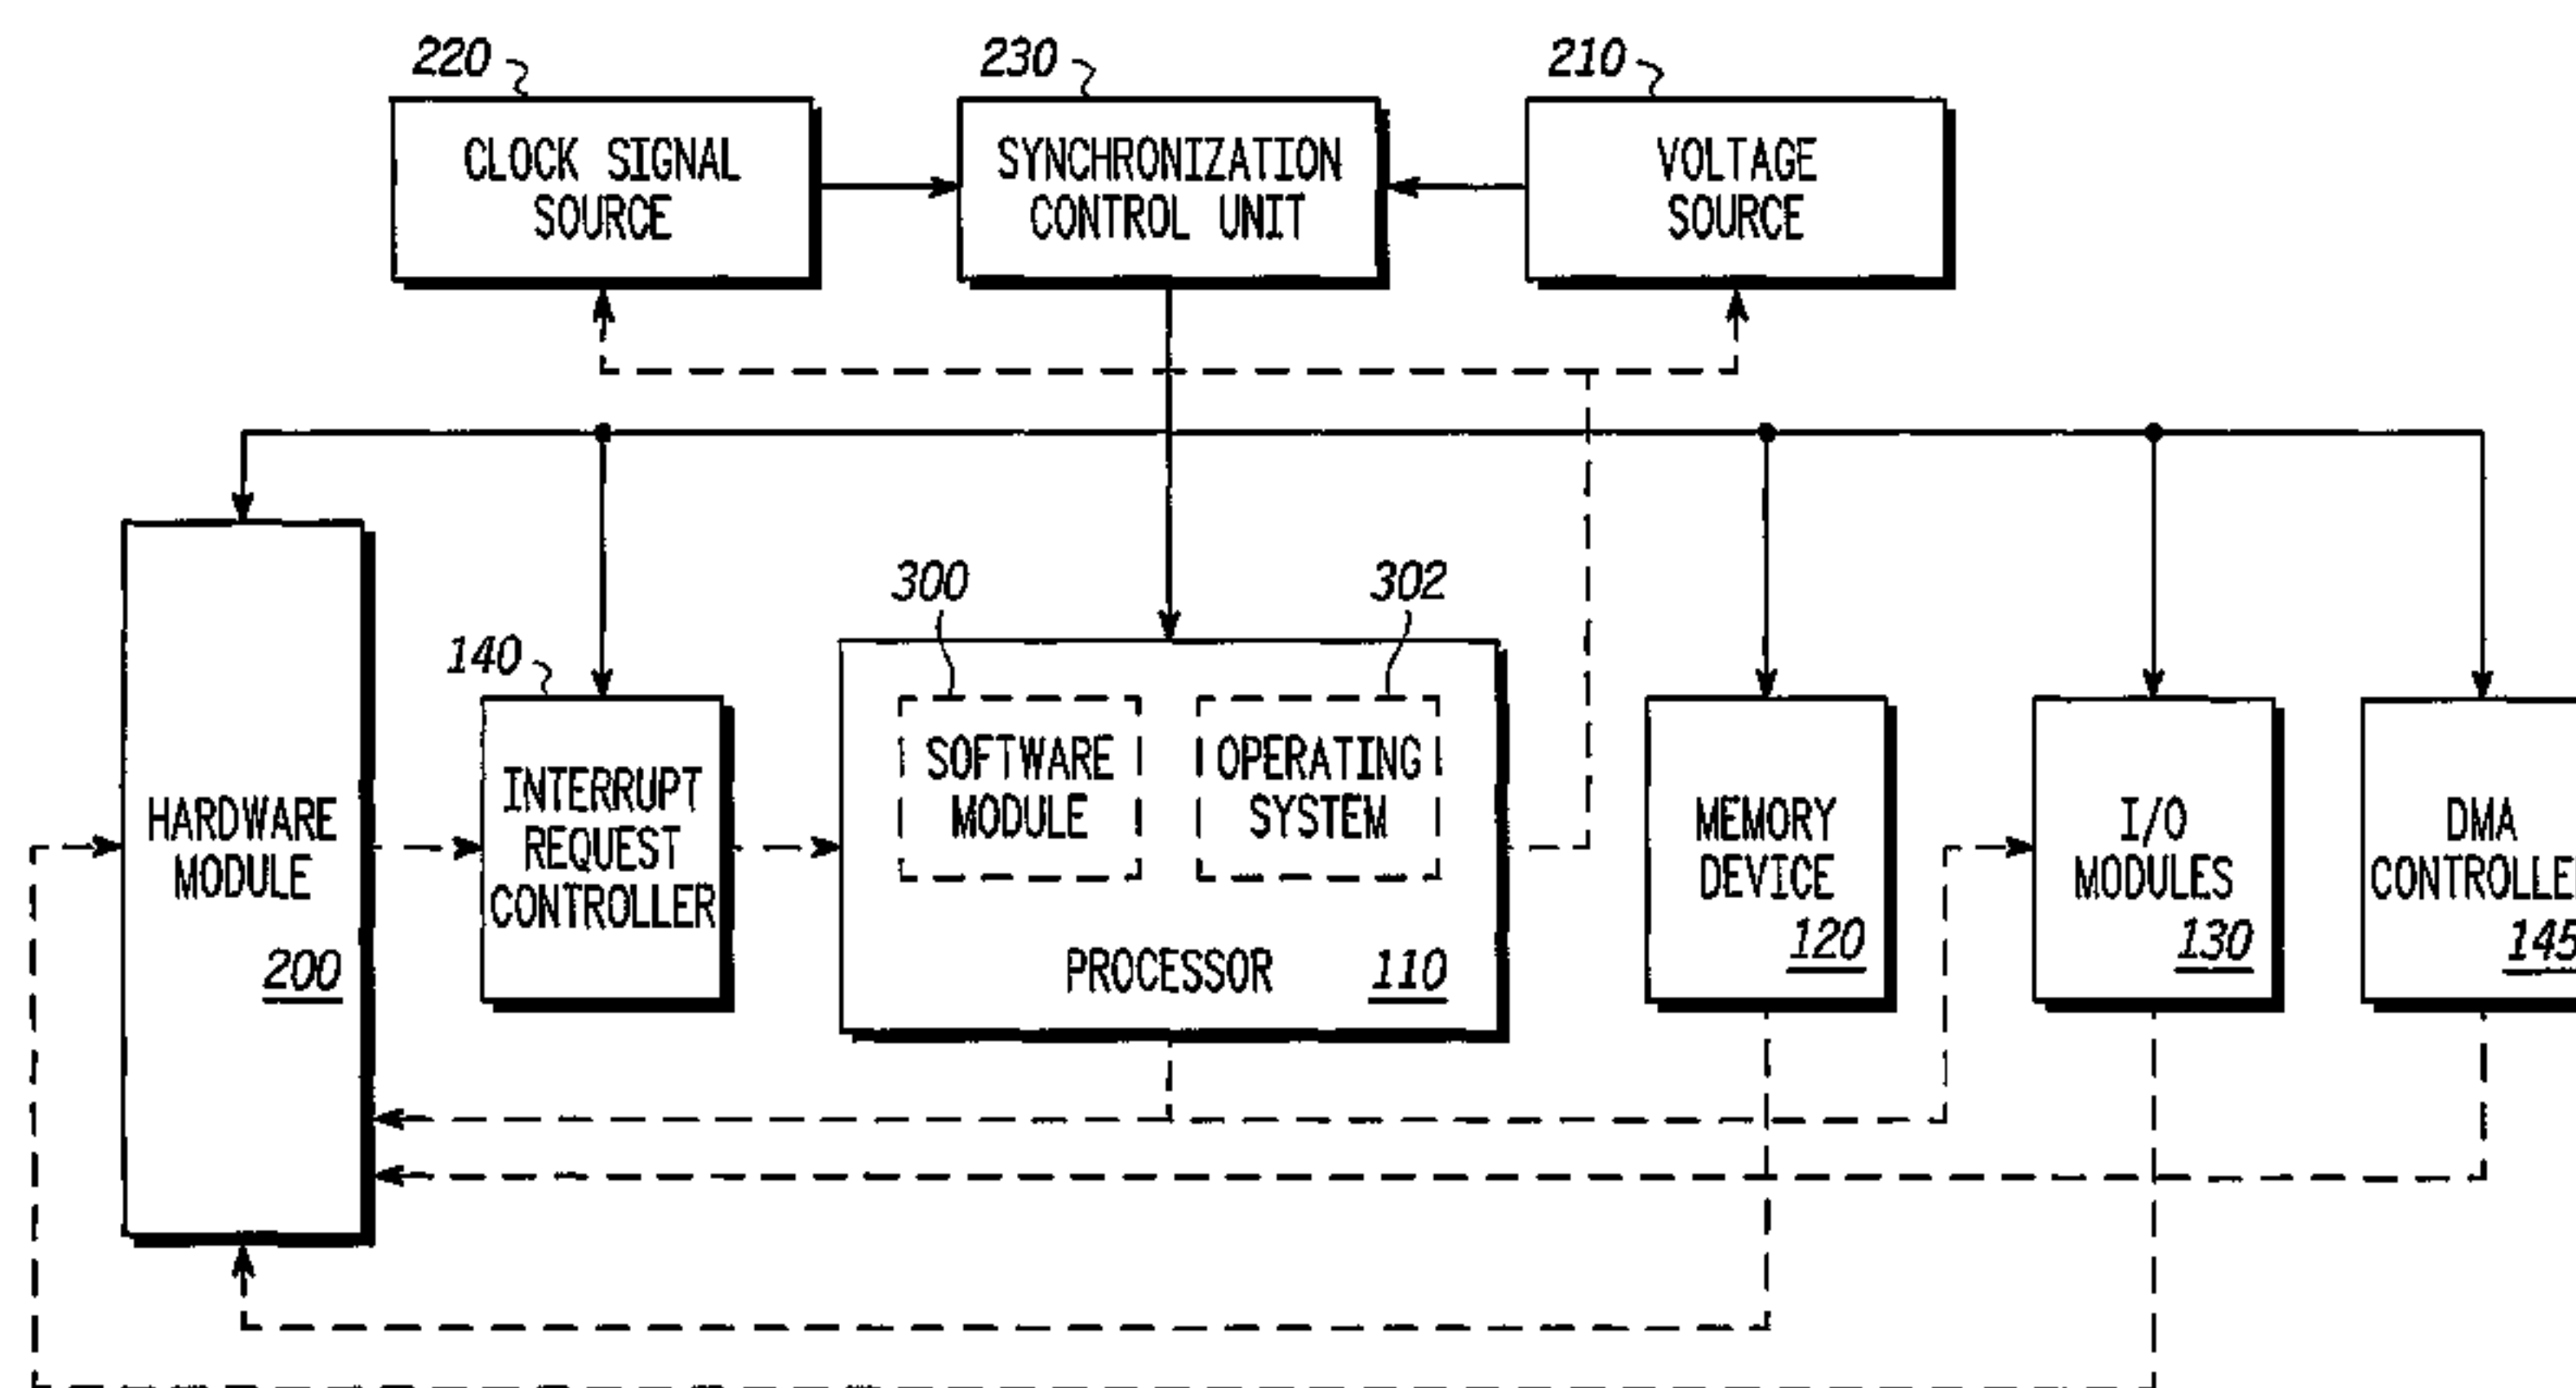 220
230
210
CLOCK SIGNAL
SOURCE
SYNCHRONIZATION
CONTROL UNIT
VOLTAGE
SOURCE
300
302
140
HARDWARE
MODULE
200
INTERRUPT
REQUEST
CONTROLLER
SOFTWARE
MODULE
OPERATING
SYSTEM
PROCESSOR 110
MEMORY
DEVICE
120
I/O
MODULES
130
DMA
145